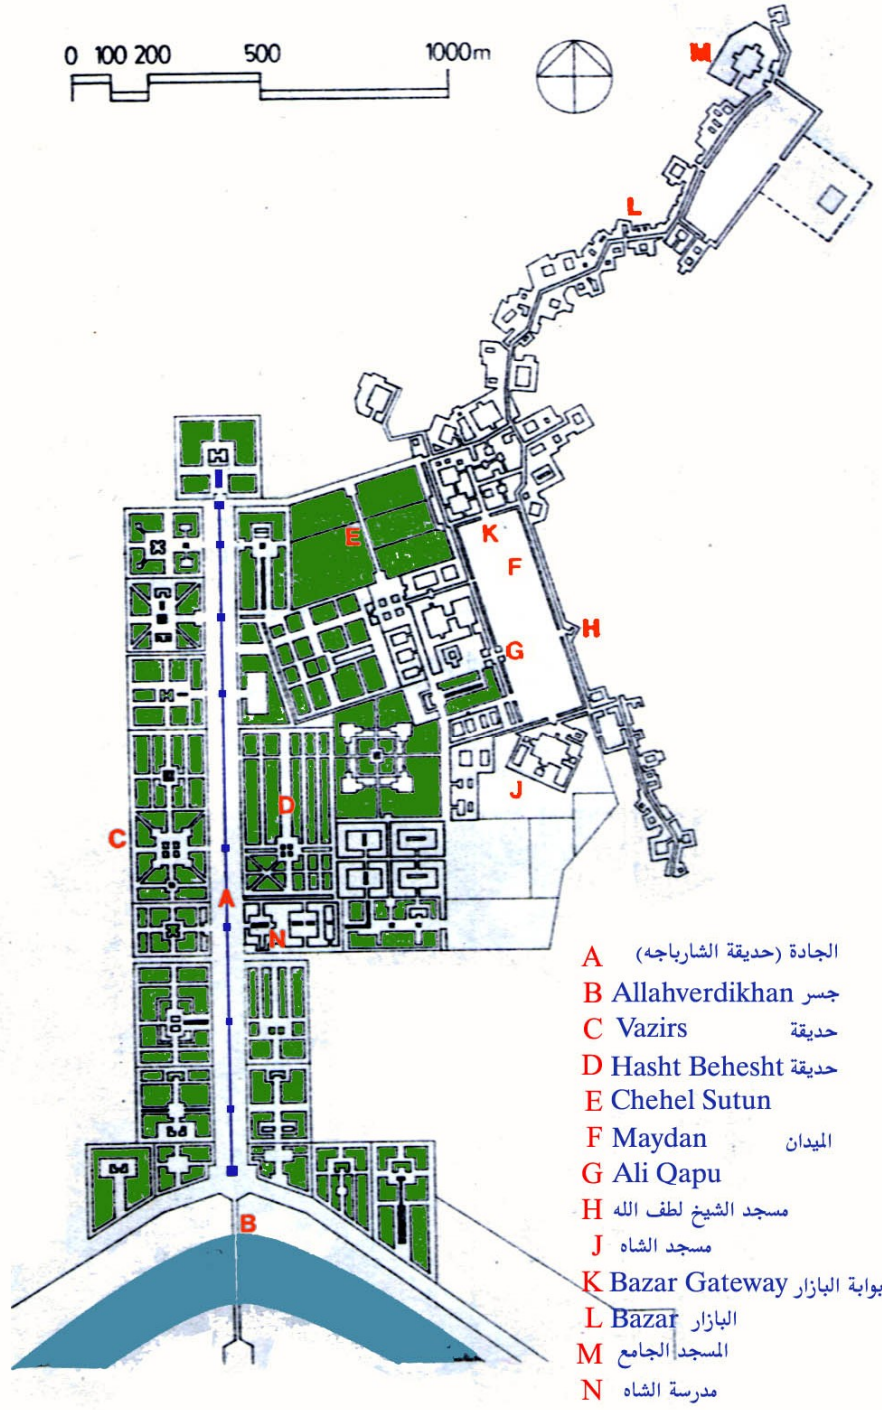 0 100 200 500 1000m
M
L
E
K
F
H
G
J
D
C
A
N
B
A الجادة (حديقة الشارباجه)
B Allahverdikhan جسر
C Vazirs حديقة
D Hasht Behesht حديقة
E Chehel Sutun
F Maydan الميدان
G Ali Qapu
H مسجد الشيخ لطف الله
J مسجد الشاه
K Bazar Gateway بوابة البازار
L Bazar البازار
M المسجد الجامع
N مدرسة الشاه